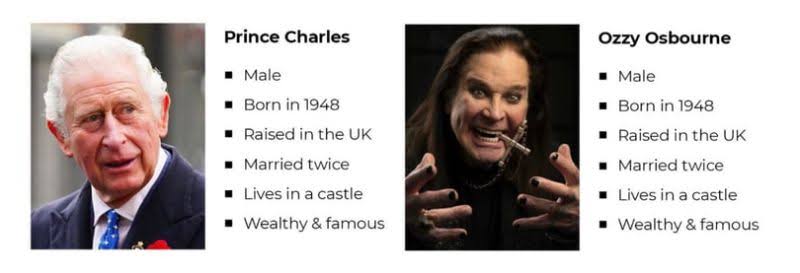 Prince Charles
Male
Born in 1948
Raised in the UK
Married twice
Lives in a castle
Wealthy & famous
Ozzy Osbourne
Male
Born in 1948
Raised in the UK
Married twice
Lives in a castle
Wealthy & famous